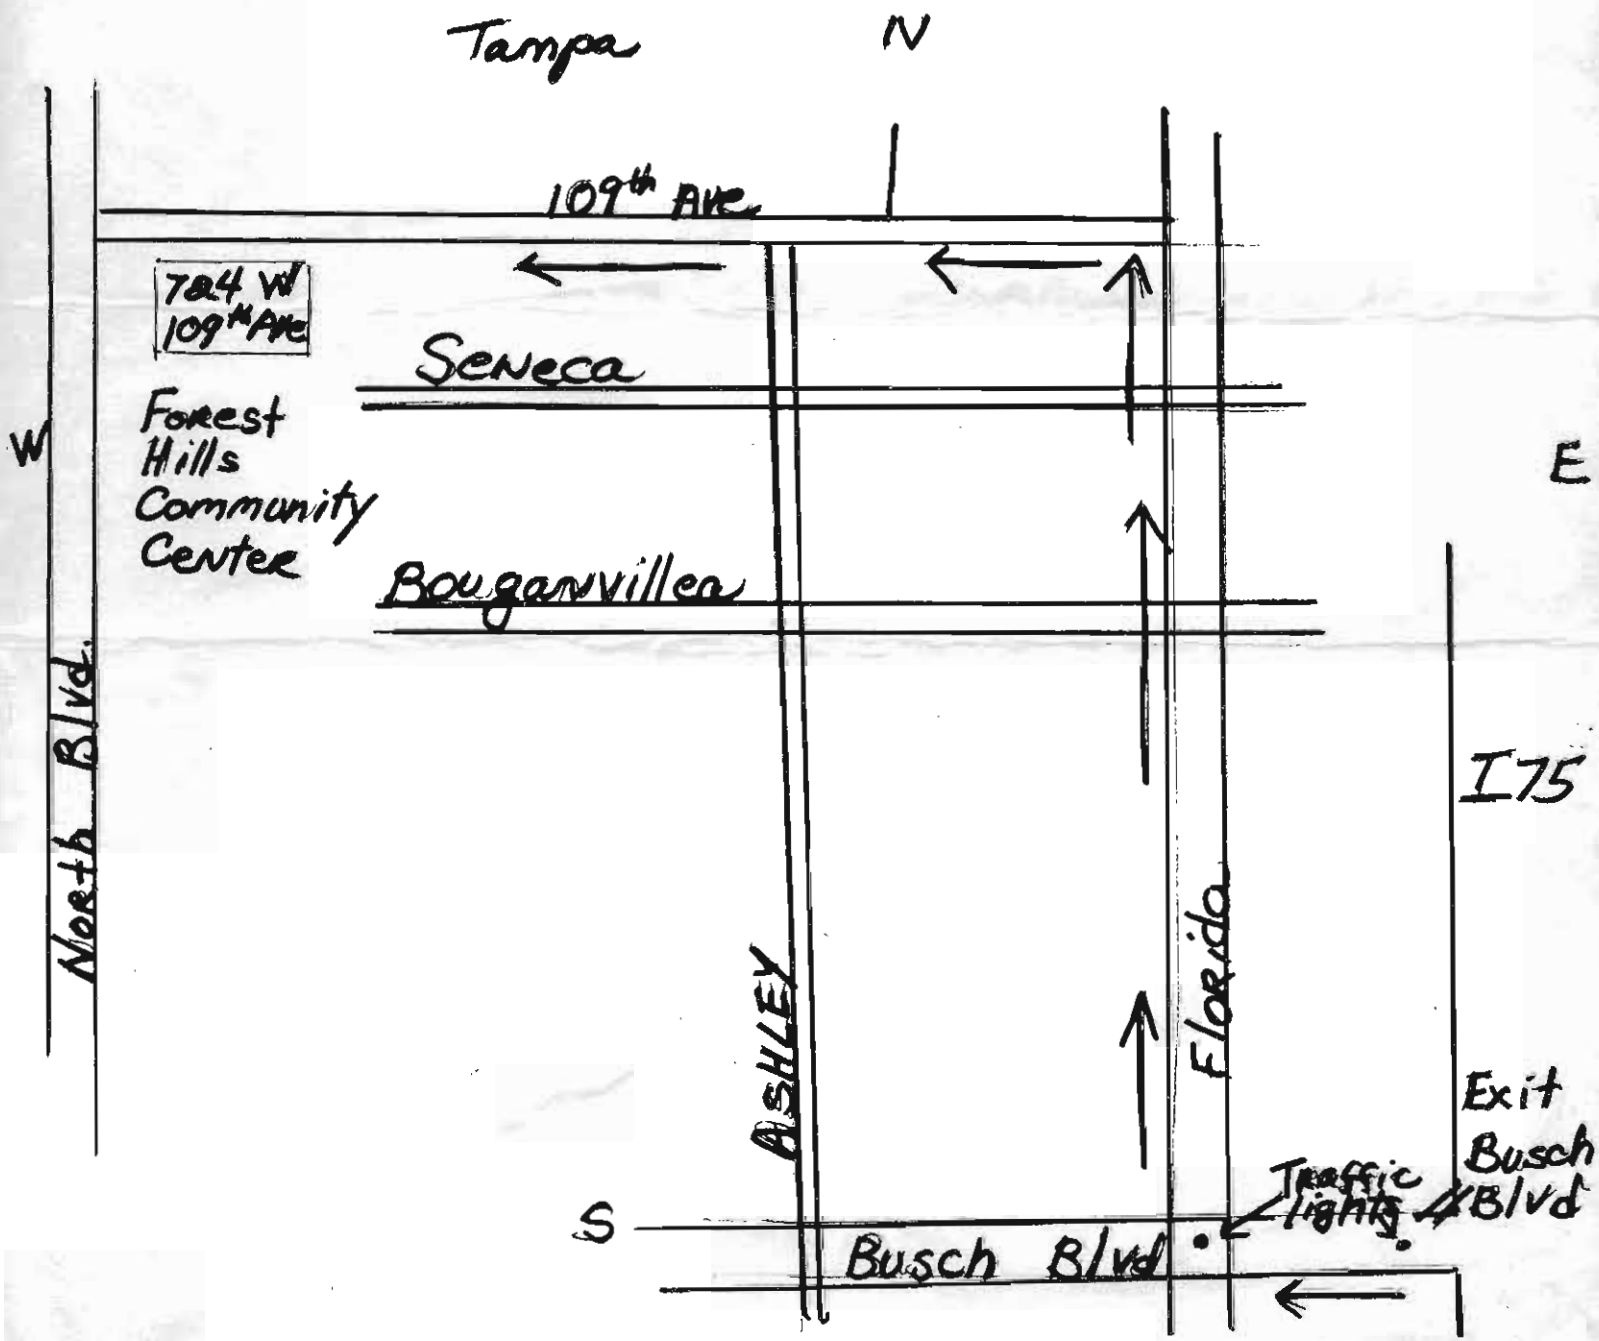 Tampa
N
109th Ave
724 W
109th Ave
Seneca
Forest
Hills
Community
Center
W
E
Bouganvillea
North Blvd.
I75
ASHLEY
Florida
Exit
Busch
Blvd
Traffic
lights
S
Busch Blvd